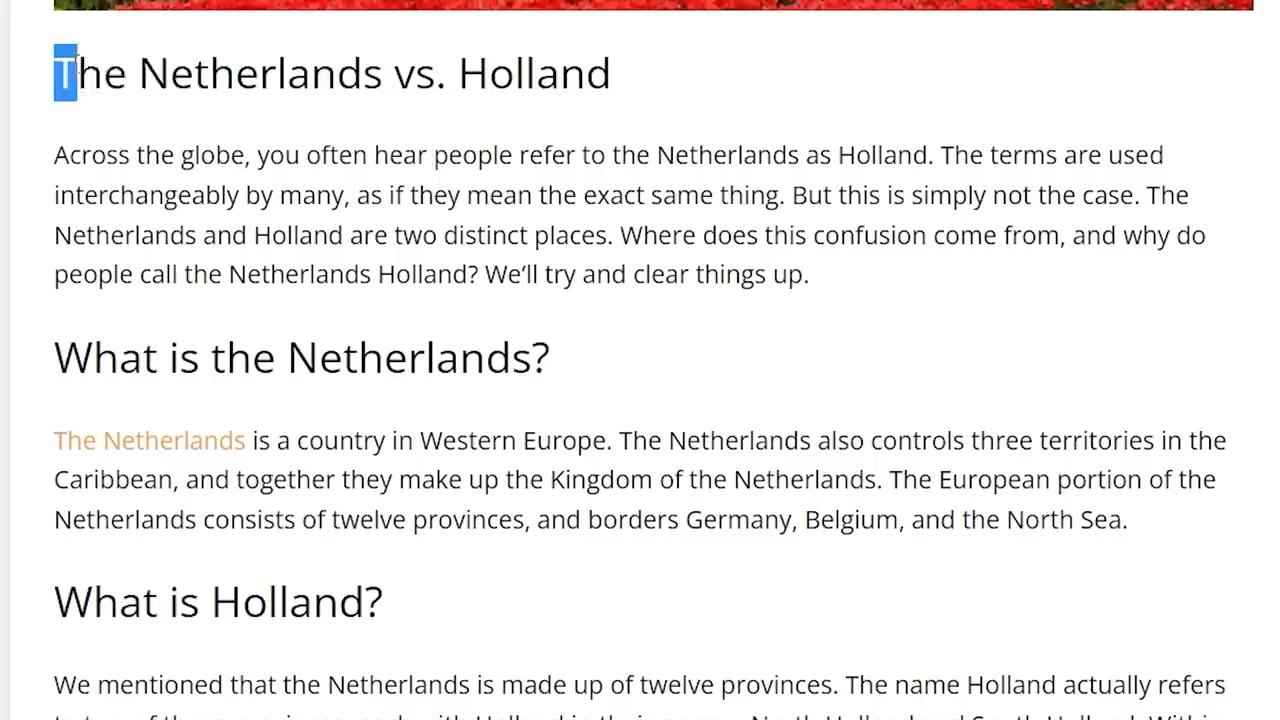 The Netherlands vs. Holland
Across the globe, you often hear people refer to the Netherlands as Holland. The terms are used
interchangeably by many, as if they mean the exact same thing. But this is simply not the case. The
Netherlands and Holland are two distinct places. Where does this confusion come from, and why do
people call the Netherlands Holland? We’ll try and clear things up.
What is the Netherlands?
The Netherlands is a country in Western Europe. The Netherlands also controls three territories in the
Caribbean, and together they make up the Kingdom of the Netherlands. The European portion of the
Netherlands consists of twelve provinces, and borders Germany, Belgium, and the North Sea.
What is Holland?
We mentioned that the Netherlands is made up of twelve provinces. The name Holland actually refers